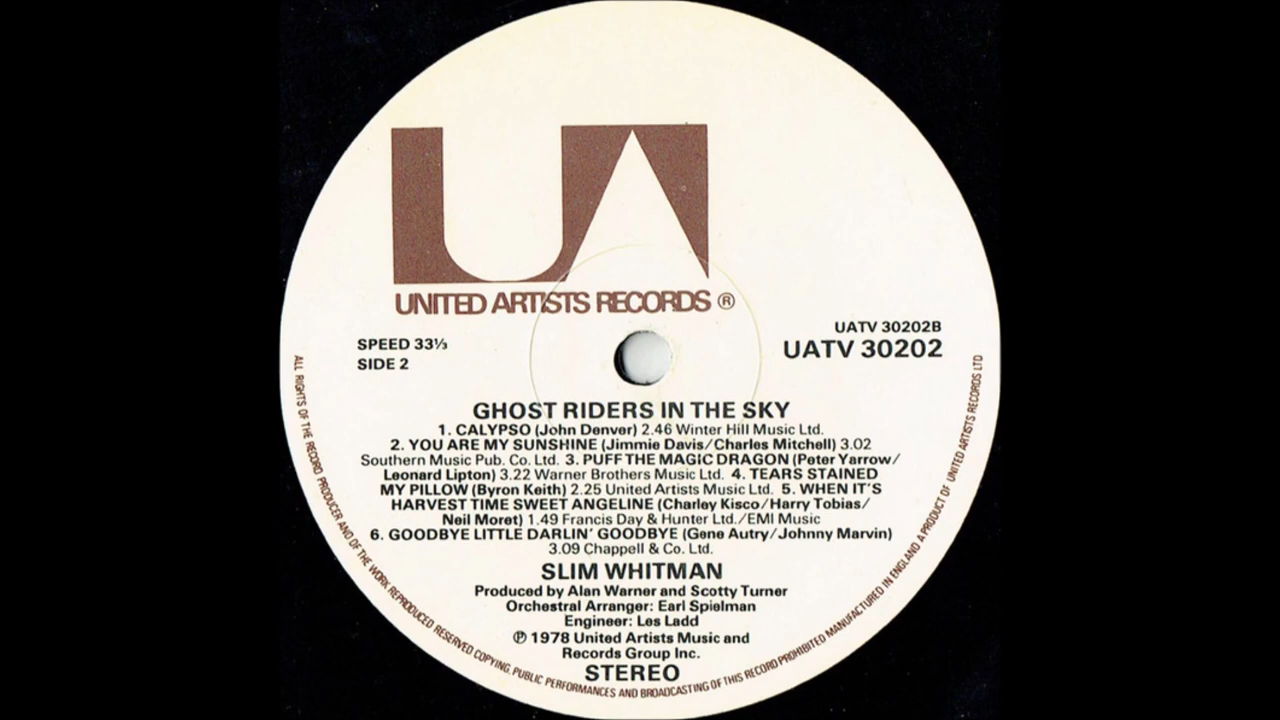 UA
UNITED ARTISTS RECORDS ®
SPEED 33⅓
SIDE 2
UATV 30202B
UATV 30202
GHOST RIDERS IN THE SKY
1. CALYPSO (John Denver) 2.46 Winter Hill Music Ltd.
2. YOU ARE MY SUNSHINE (Jimmie Davis/Charles Mitchell) 3.02
Southern Music Pub. Co. Ltd. 3. PUFF THE MAGIC DRAGON (Peter Yarrow/
Leonard Lipton) 3.22 Warner Brothers Music Ltd. 4. TEARS STAINED
MY PILLOW (Byron Keith) 2.25 United Artists Music Ltd. 5. WHEN IT'S
HARVEST TIME SWEET ANGELINE (Charley Kisco/Harry Tobias/
Neil Moret) 1.49 Francis Day & Hunter Ltd./EMI Music
6. GOODBYE LITTLE DARLIN' GOODBYE (Gene Autry/Johnny Marvin)
3.09 Chappell & Co. Ltd.
SLIM WHITMAN
Produced by Alan Warner and Scotty Turner
Orchestral Arranger: Earl Spielman
Engineer: Les Ladd
℗ 1978 United Artists Music and
Records Group Inc.
STEREO
ALL RIGHTS OF THE RECORD PRODUCER AND OF THE WORK REPRODUCED RESERVED COPYING, PUBLIC PERFORMANCES AND BROADCASTING OF THIS RECORD PROHIBITED MANUFACTURED IN ENGLAND A PRODUCT OF UNITED ARTISTS RECORDS LTD